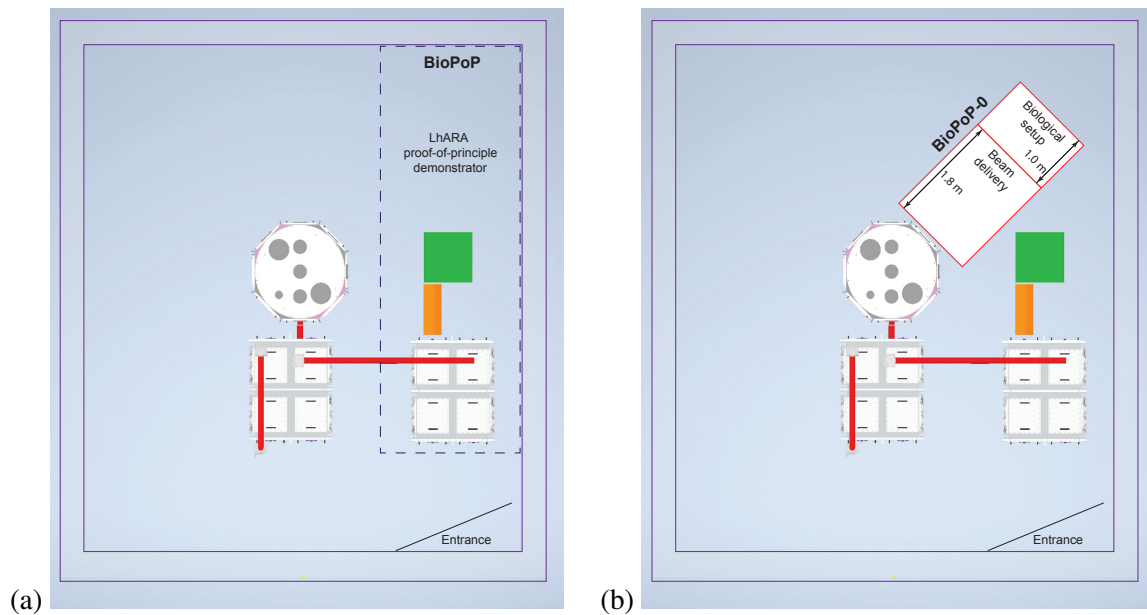 BioPoP
LhARA
proof-of-principle
demonstrator
Entrance
(a)
BioPoP-0
Biological
setup
1.0 m
Beam
delivery
1.8 m
Entrance
(b)